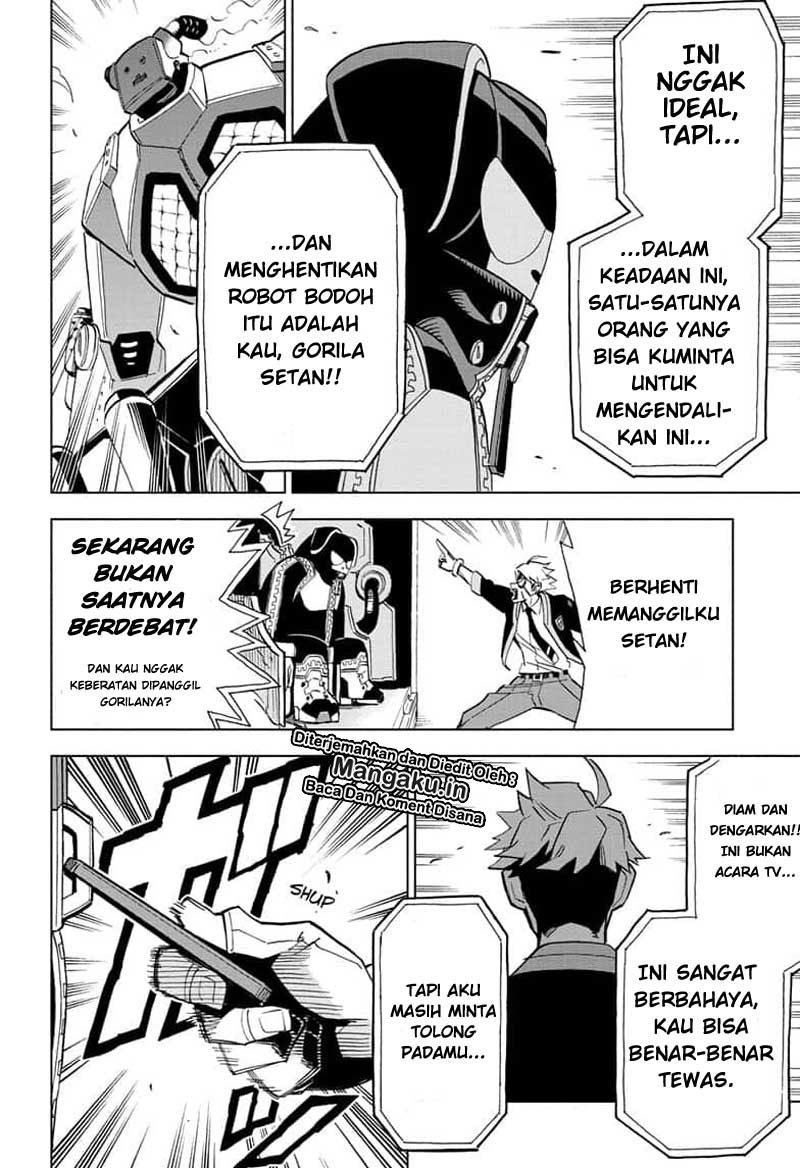 INI
NGGAK
IDEAL,
TAPI...
...DALAM
KEADAAN INI,
SATU-SATUNYA
ORANG YANG
BISA KUMINTA
UNTUK
MENGENDALI-
KAN INI...
...DAN
MENGHENTIKAN
ROBOT BODOH
ITU ADALAH
KAU, GORILA
SETAN!!
BERHENTI
MEMANGGILKU
SETAN!
SEKARANG
BUKAN
SAATNYA
BERDEBAT!
DAN KAU NGGAK
KEBERATAN DIPANGGIL
GORILANYA?
Diterjemahkan dan Diedit Oleh :
Mangaku.in
Baca Dan Koment Disana
DIAM DAN
DENGARKAN!!
INI BUKAN
ACARA TV...
INI SANGAT
BERBAHAYA,
KAU BISA
BENAR-BENAR
TEWAS.
TAPI AKU
MASIH MINTA
TOLONG
PADAMU...
SHUP